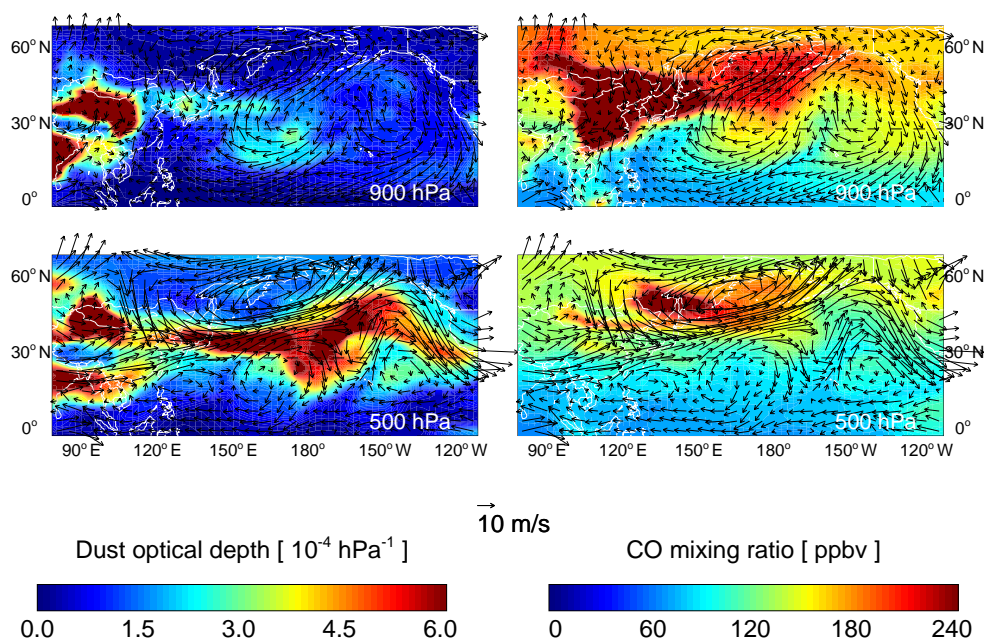 60° N
30° N
0°
900 hPa
60° N
30° N
0°
900 hPa
60° N
30° N
0°
500 hPa
60° N
30° N
0°
500 hPa
90° E 120° E 150° E 180° 150° W 120° W
90° E 120° E 150° E 180° 150° W 120° W
10 m/s
Dust optical depth [ 10⁻⁴ hPa⁻¹ ]
0.0 1.5 3.0 4.5 6.0
CO mixing ratio [ ppbv ]
0 60 120 180 240